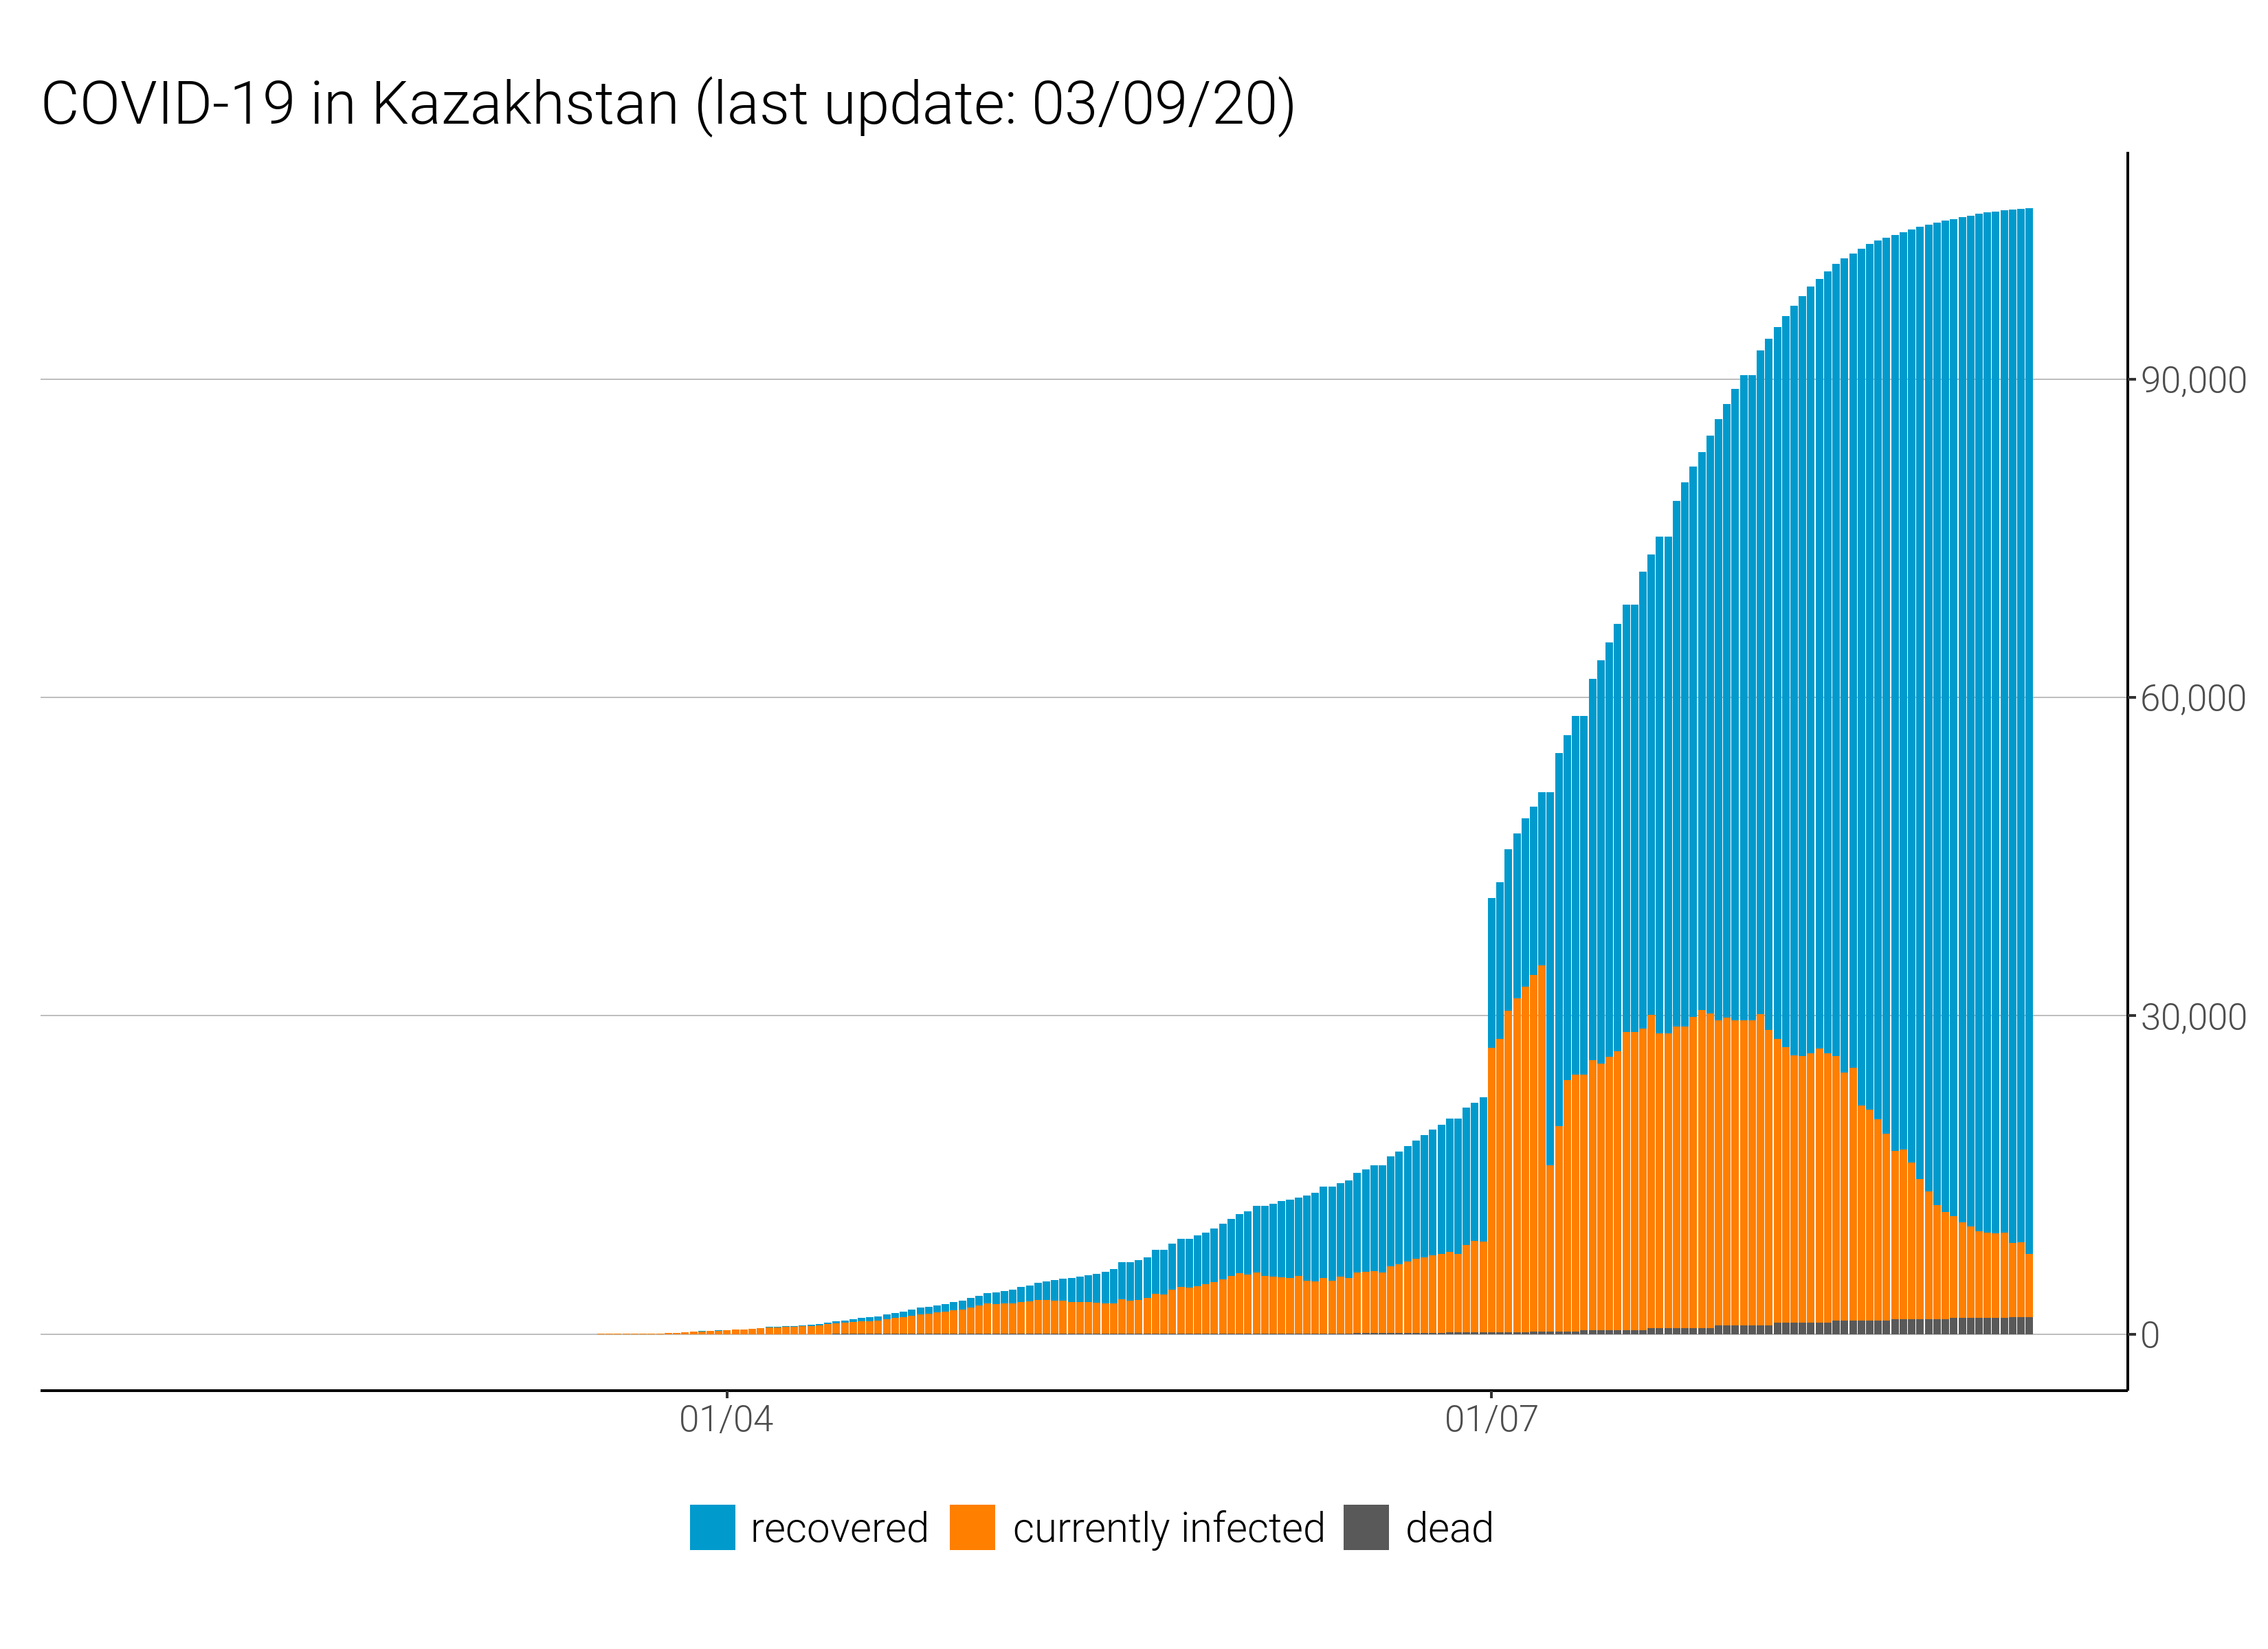 COVID-19 in Kazakhstan (last update: 03/09/20)
90,000
60,000
30,000
0
01/04 01/07
recovered currently infected dead